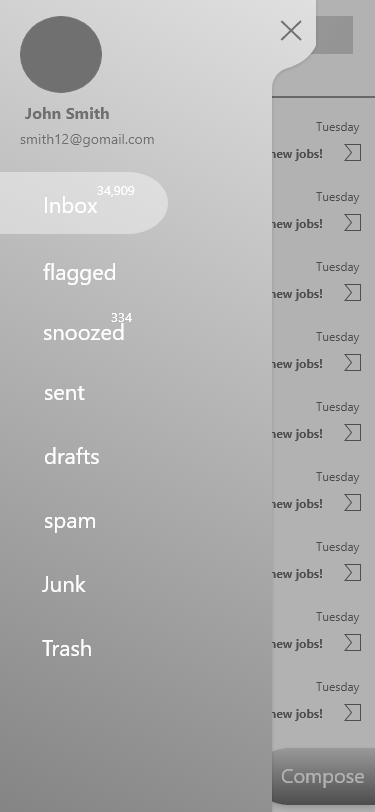 John Smith
smith12@gomail.com
Inbox 34,909
flagged
snoozed 334
sent
drafts
spam
Junk
Trash
Tuesday
new jobs!
Tuesday
new jobs!
Tuesday
new jobs!
Tuesday
new jobs!
Tuesday
new jobs!
Tuesday
new jobs!
Tuesday
new jobs!
Tuesday
new jobs!
Tuesday
new jobs!
Compose